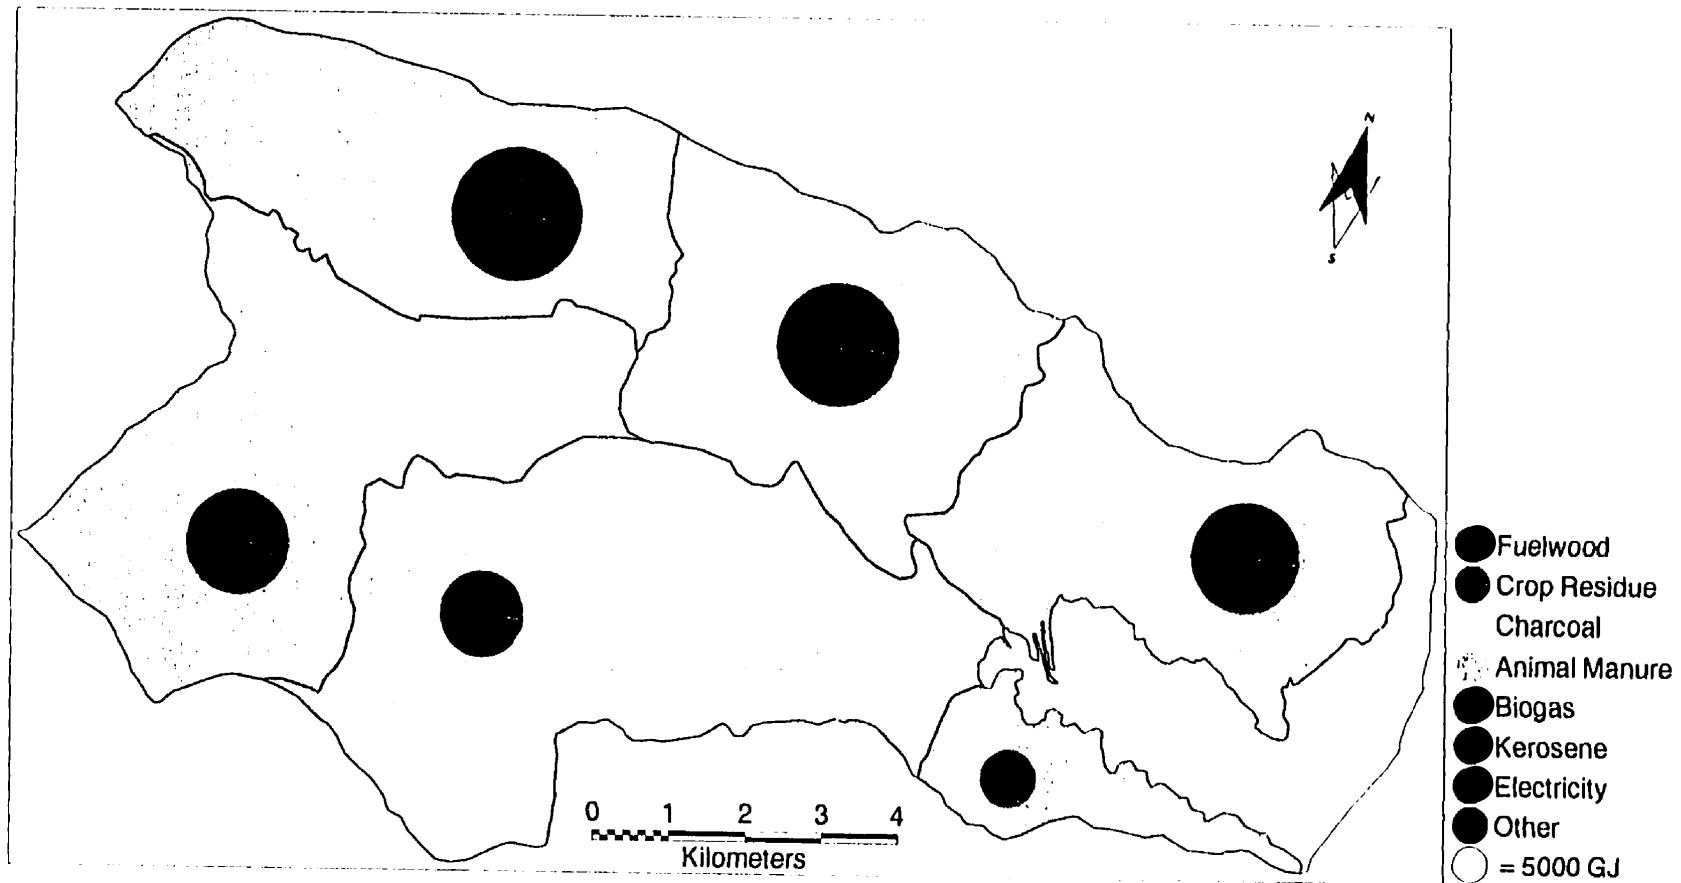 N
S
Fuelwood
Crop Residue
Charcoal
Animal Manure
Biogas
Kerosene
Electricity
Other
= 5000 GJ
0 1 2 3 4
Kilometers